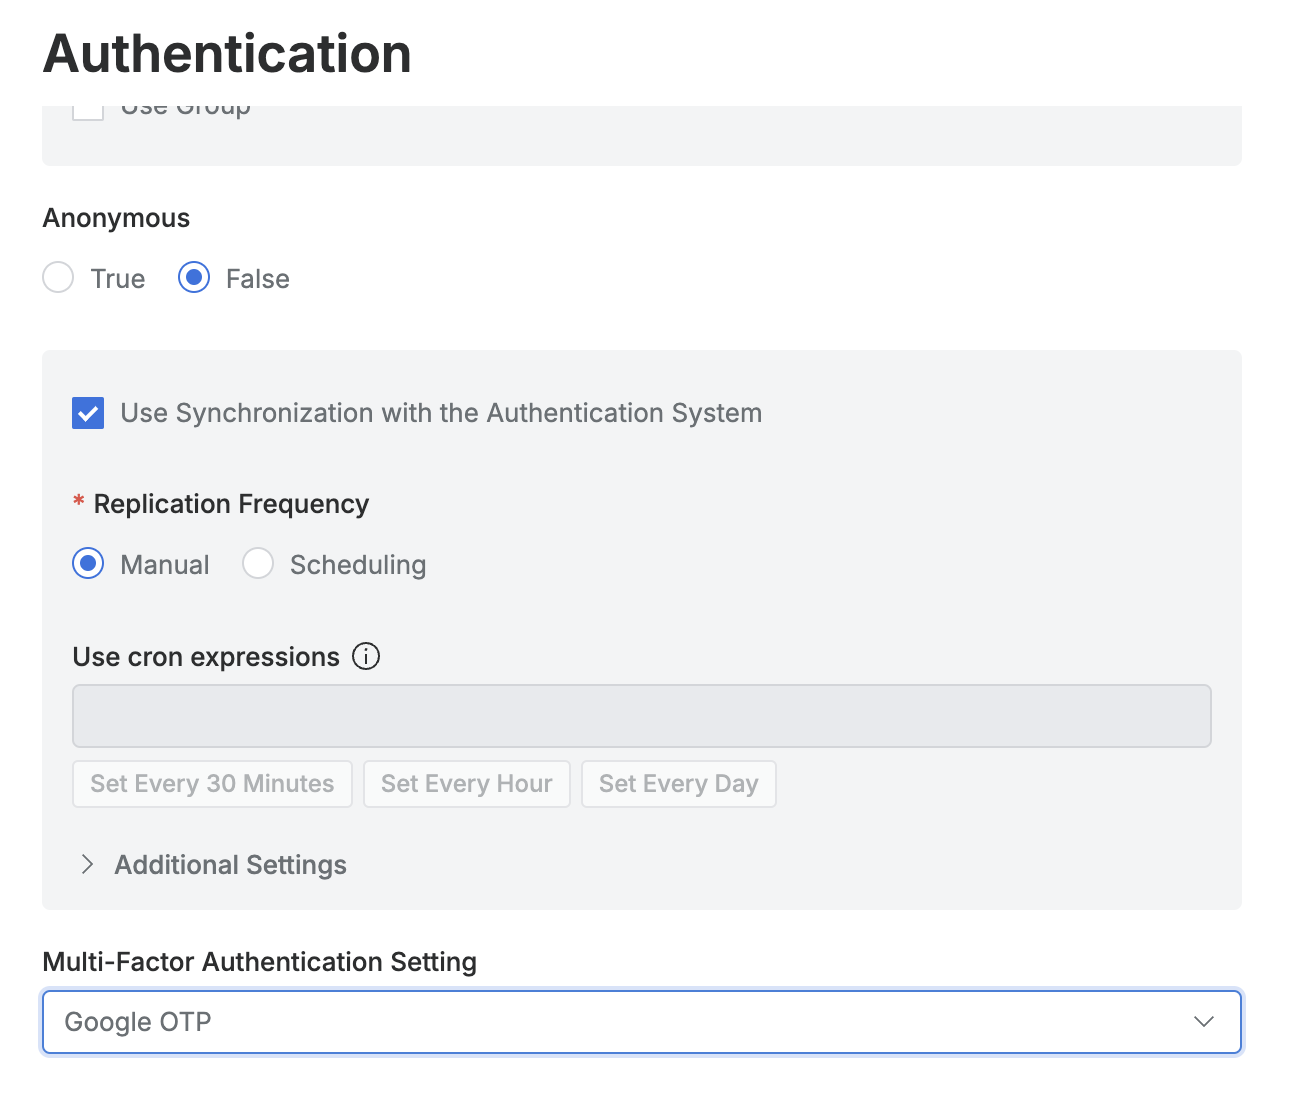 Authentication
Use Group
Anonymous
True False
Use Synchronization with the Authentication System
* Replication Frequency
Manual Scheduling
Use cron expressions
Set Every 30 Minutes Set Every Hour Set Every Day
Additional Settings
Multi-Factor Authentication Setting
Google OTP